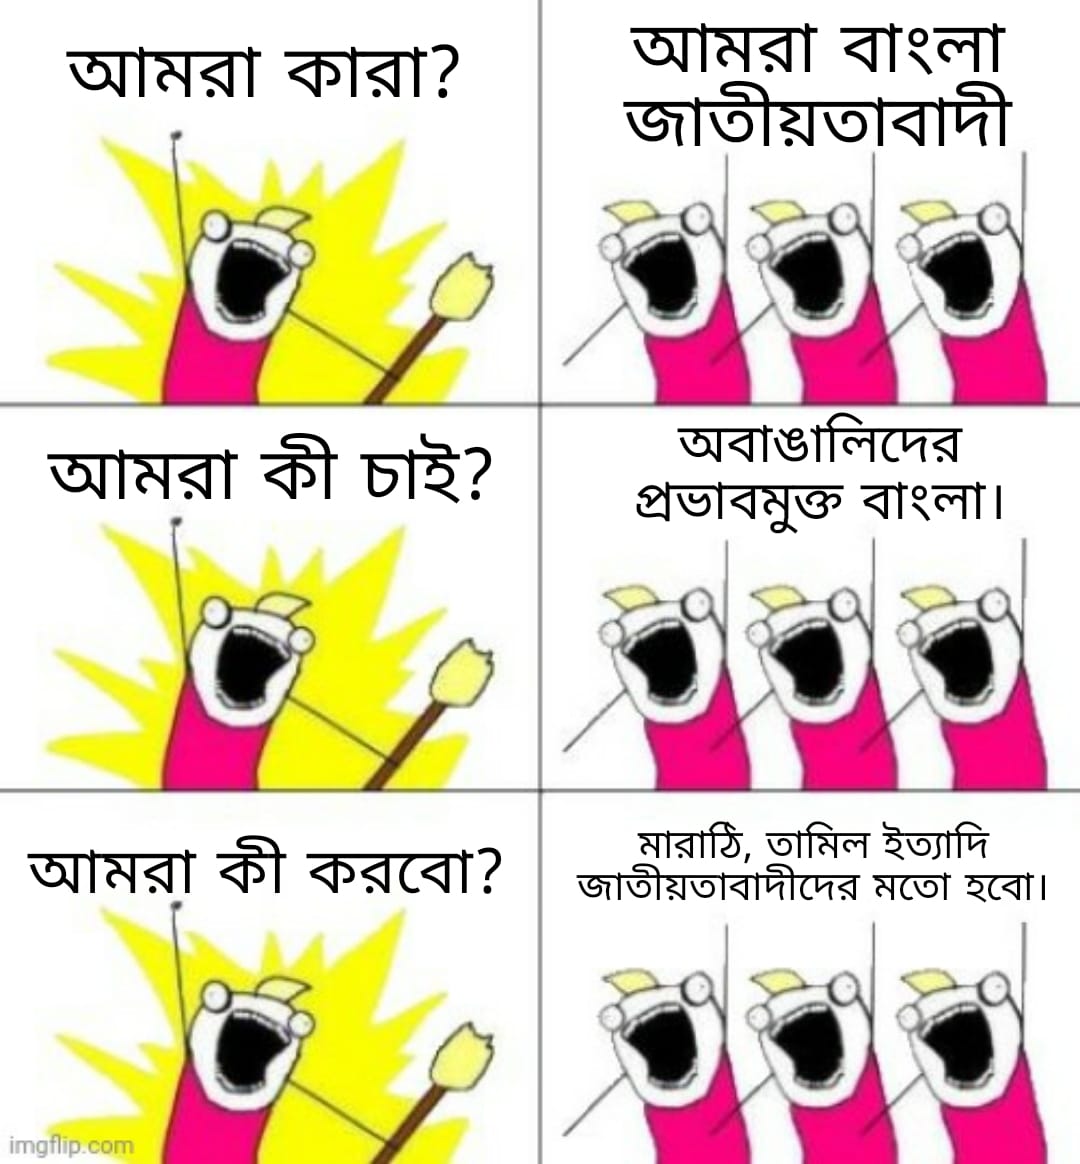 আমরা কারা?
আমরা বাংলা
জাতীয়তাবাদী
আমরা কী চাই?
অবাঙালিদের
প্রভাবমুক্ত বাংলা।
আমরা কী করবো?
মারাঠি, তামিল ইত্যাদি
জাতীয়তাবাদীদের মতো হবো।
imgflip.com